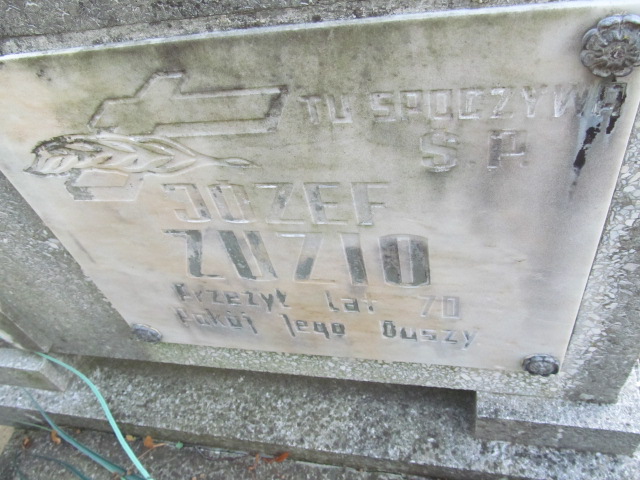 TU SPOCZYWA
Ś P.
JÓZEF
ZUZIO
Przeżył lat 70
Pokój Jego Duszy